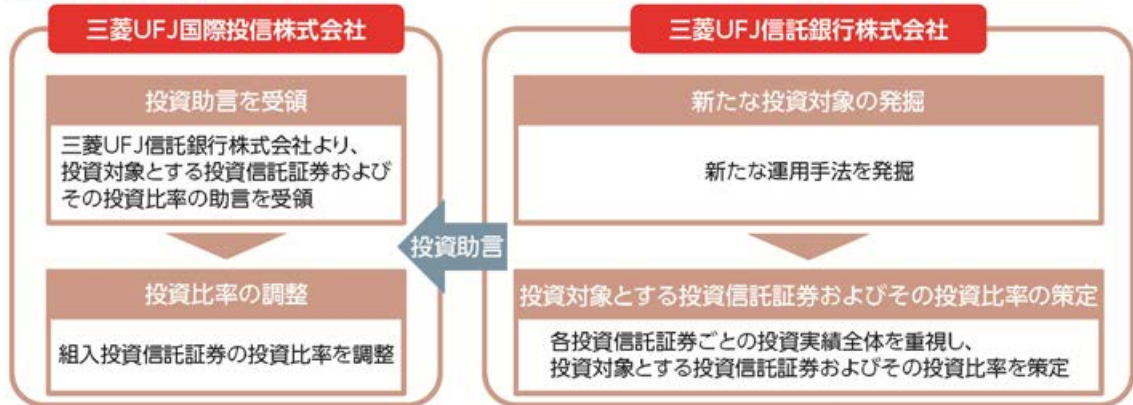 三菱UFJ国際投信株式会社
投資助言を受領
三菱UFJ信託銀行株式会社より、
投資対象とする投資信託証券および
その投資比率の助言を受領
投資比率の調整
組入投資信託証券の投資比率を調整
投資助言
三菱UFJ信託銀行株式会社
新たな投資対象の発掘
新たな運用手法を発掘
投資対象とする投資信託証券およびその投資比率の策定
各投資信託証券ごとの投資実績全体を重視し、
投資対象とする投資信託証券およびその投資比率を策定